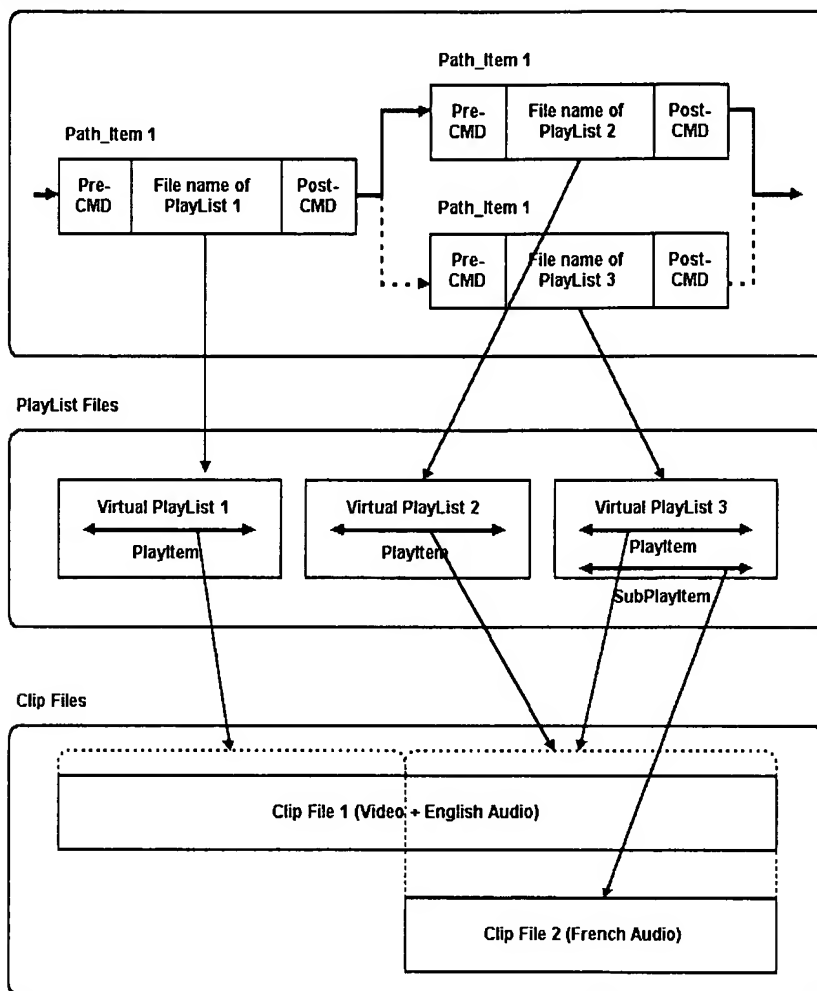 Path_Item 1
Pre-
CMD
File name of
PlayList 2
Post-
CMD
Path_Item 1
Pre-
CMD
File name of
PlayList 1
Post-
CMD
Path_Item 1
Pre-
CMD
File name of
PlayList 3
Post-
CMD
PlayList Files
Virtual PlayList 1
PlayItem
Virtual PlayList 2
PlayItem
Virtual PlayList 3
PlayItem
SubPlayItem
Clip Files
Clip File 1 (Video + English Audio)
Clip File 2 (French Audio)